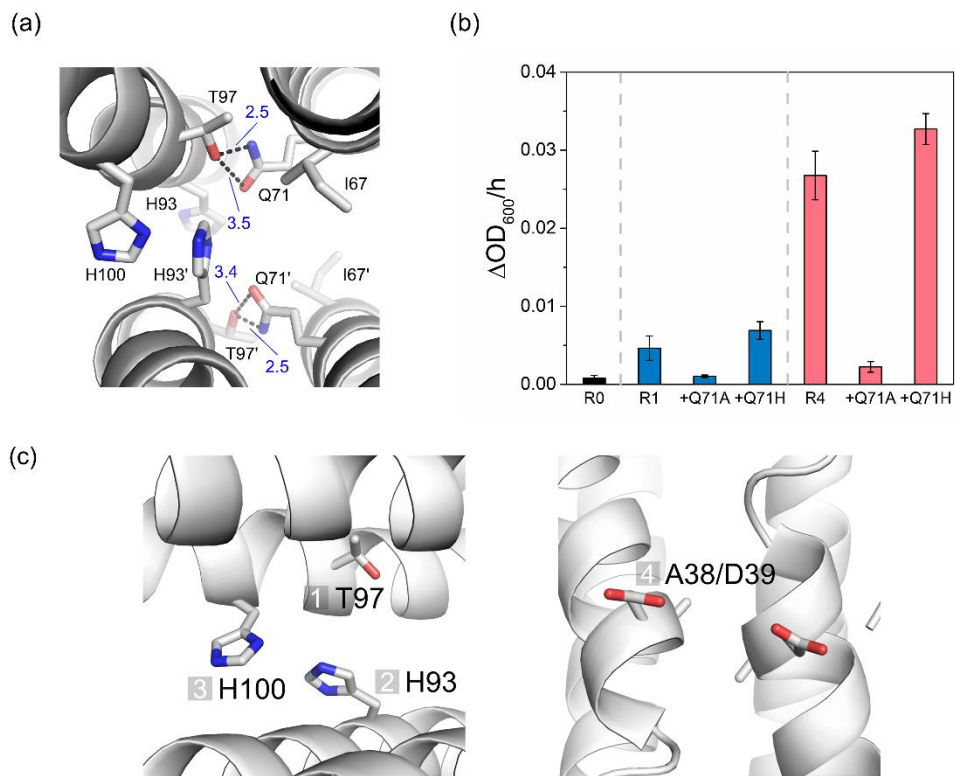 (a)
T97
2.5
I67
H93
Q71
3.5
H100
H93'
3.4
Q71'
I67'
T97'
2.5
(b)
ΔOD600/h
0.04
0.03
0.02
0.01
0.00
R0 R1 +Q71A +Q71H R4 +Q71A +Q71H
(c)
1 T97
3 H100
2 H93
4 A38/D39